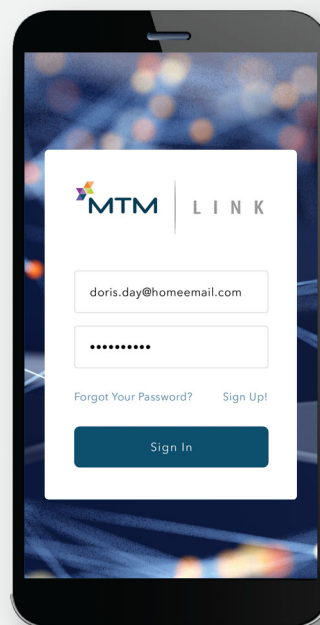 MTM LINK
doris.day@homeemail.com
••••••••••
Forgot Your Password? Sign Up!
Sign In